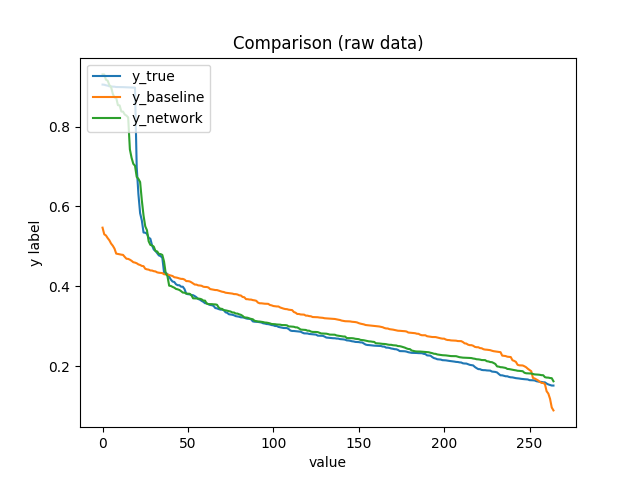 Comparison (raw data)
y_true
y_baseline
y_network
0.8
0.6
0.4
0.2
y label
0
50
100
150
200
250
value